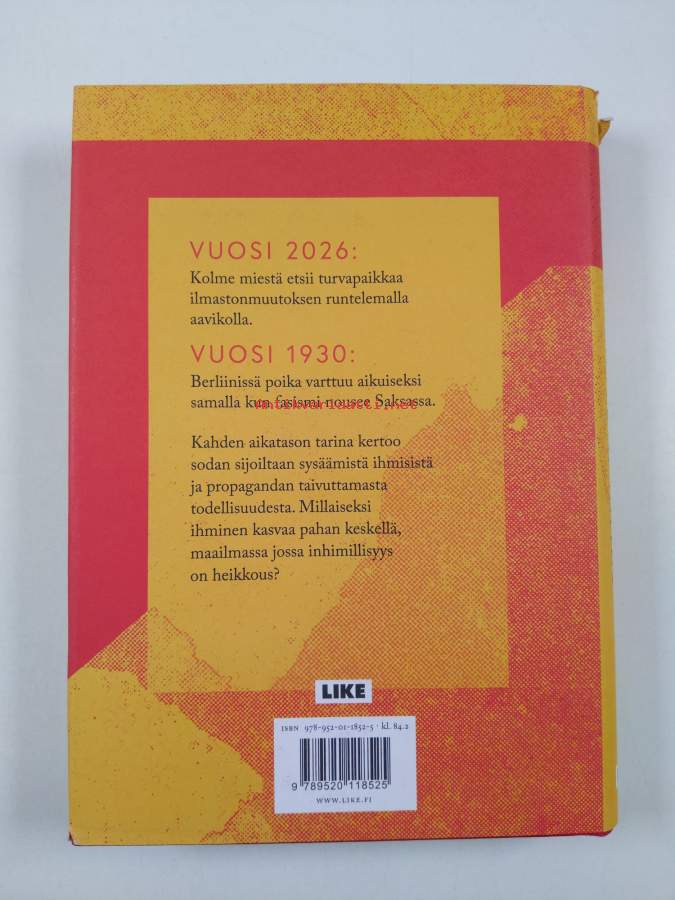 VUOSI 2026:
Kolme miestä etsii turvapaikkaa
ilmastonmuutoksen runtelemalla
aavikolla.
VUOSI 1930:
Berliinissä poika varttuu aikuiseksi
samalla kun fasismi nousee Saksassa.
Antikvariaatti.net
Kahden aikatason tarina kertoo
sodan sijoiltaan sysäämistä ihmisistä
ja propagandan taivuttamasta
todellisuudesta. Millaiseksi
ihminen kasvaa pahan keskellä,
maailmassa jossa inhimillisyys
on heikkous?
LIKE
ISBN 978-952-01-1852-5 · kl. 84.2
9 789520 118525
WWW.LIKE.FI